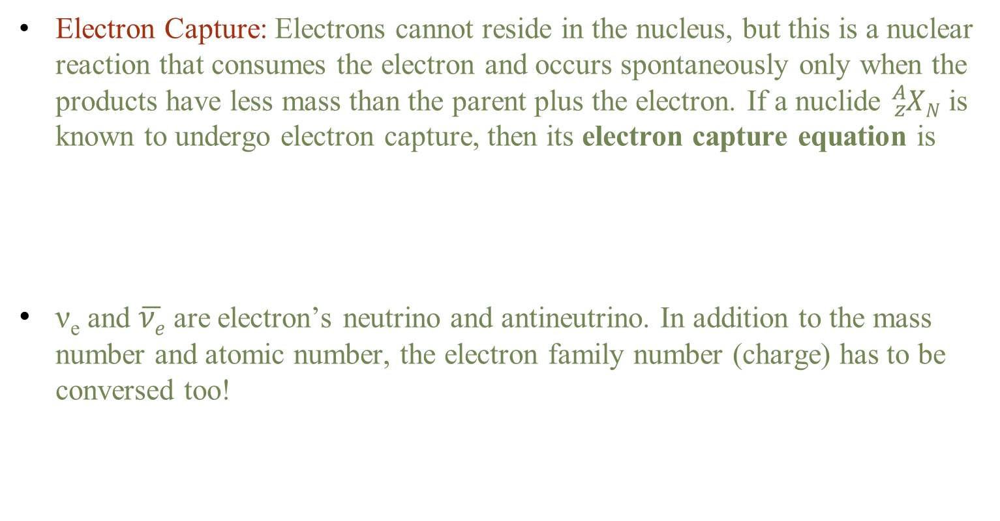 • Electron Capture: Electrons cannot reside in the nucleus, but this is a nuclear
reaction that consumes the electron and occurs spontaneously only when the
products have less mass than the parent plus the electron. If a nuclide $^{A}_{z}X_{N}$ is
known to undergo electron capture, then its electron capture equation is
• νₑ and $\overline{\nu_e}$ are electron’s neutrino and antineutrino. In addition to the mass
number and atomic number, the electron family number (charge) has to be
conversed too!